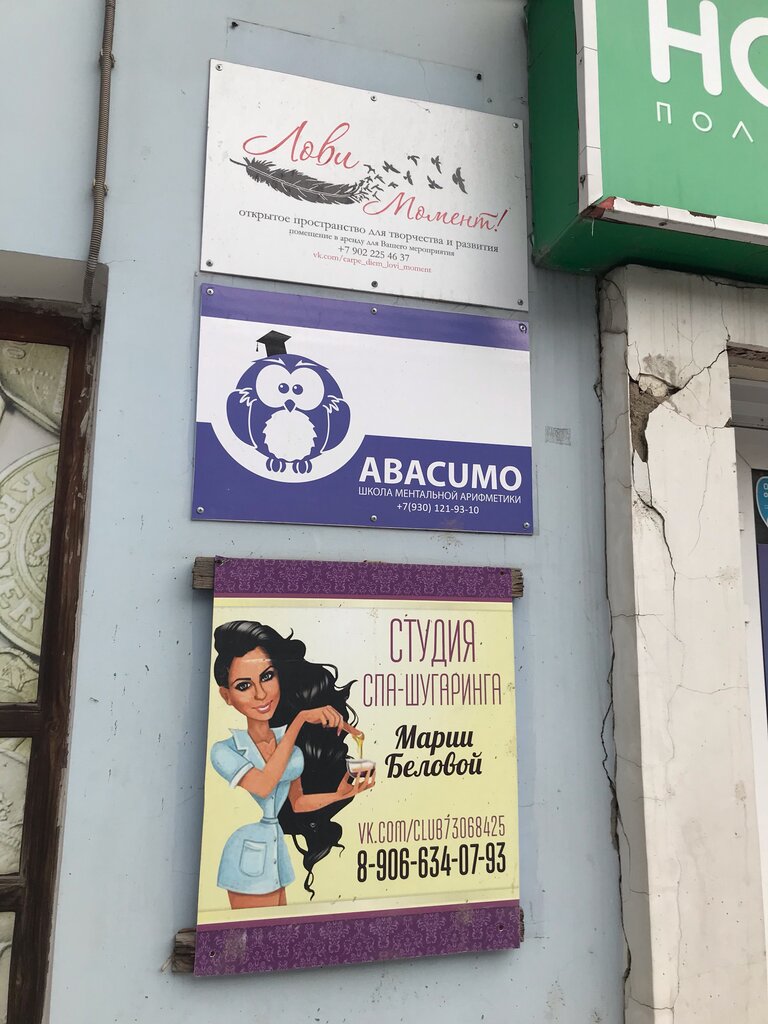 Лови
Момент!
открытое пространство для творчества и развития
помещение в аренду для Вашего мероприятия
+7 902 225 46 37
vk.com/carpe_diem_lovi_moment
ABACUMO
ШКОЛА МЕНТАЛЬНОЙ АРИФМЕТИКИ
+7(930) 121-93-10
СТУДИЯ
СПА-ШУГАРИНГА
Марии
Беловой
VK.COM/CLUB73068425
8-906-634-07-93
НО
ПОЛ